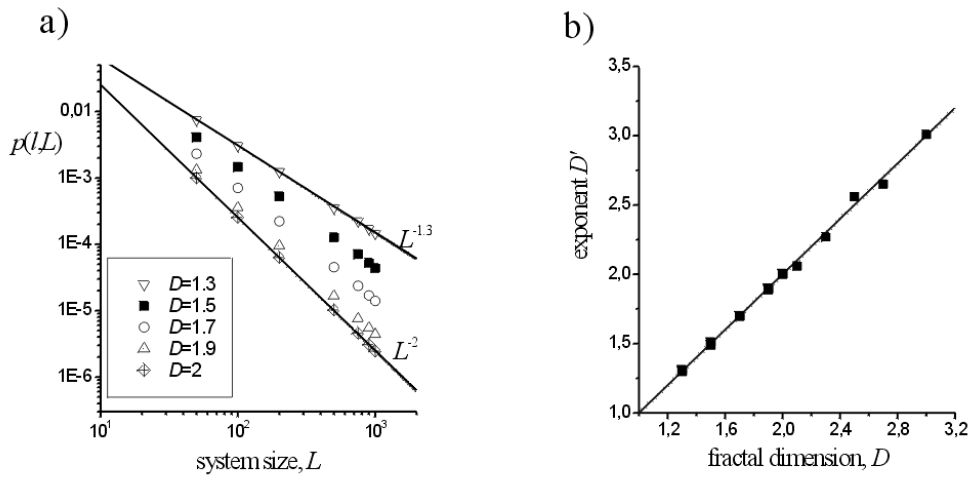 a)
p(l,L)
0,01
1E-3
1E-4
1E-5
1E-6
L-1.3
L-2
D=1.3
D=1.5
D=1.7
D=1.9
D=2
10^1
10^2
10^3
system size, L
b)
exponent D'
3,5
3,0
2,5
2,0
1,5
1,0
1,2
1,6
2,0
2,4
2,8
3,2
fractal dimension, D